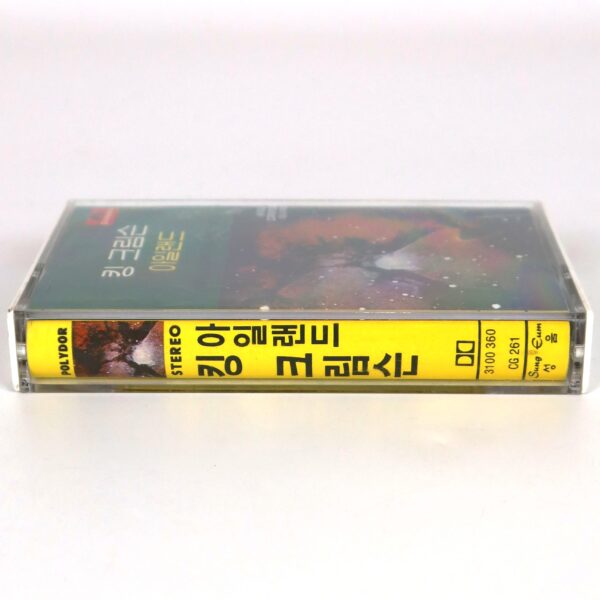 킹 크림슨
아일랜드
POLYDOR
STEREO
아일랜드
킹 크림슨
3100 360
CG 261
Sung Eum
성음